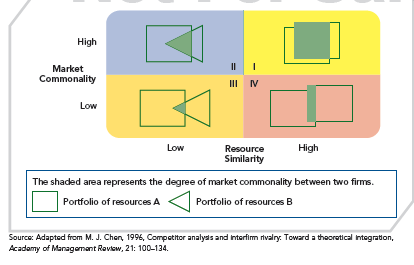 High
Market
Commonality
Low
II I
III IV
Low Resource High
Similarity
The shaded area represents the degree of market commonality between two firms.
Portfolio of resources A Portfolio of resources B
Source: Adapted from M. J. Chen, 1996, Competitor analysis and interfirm rivalry: Toward a theoretical integration,
Academy of Management Review, 21: 100–134.